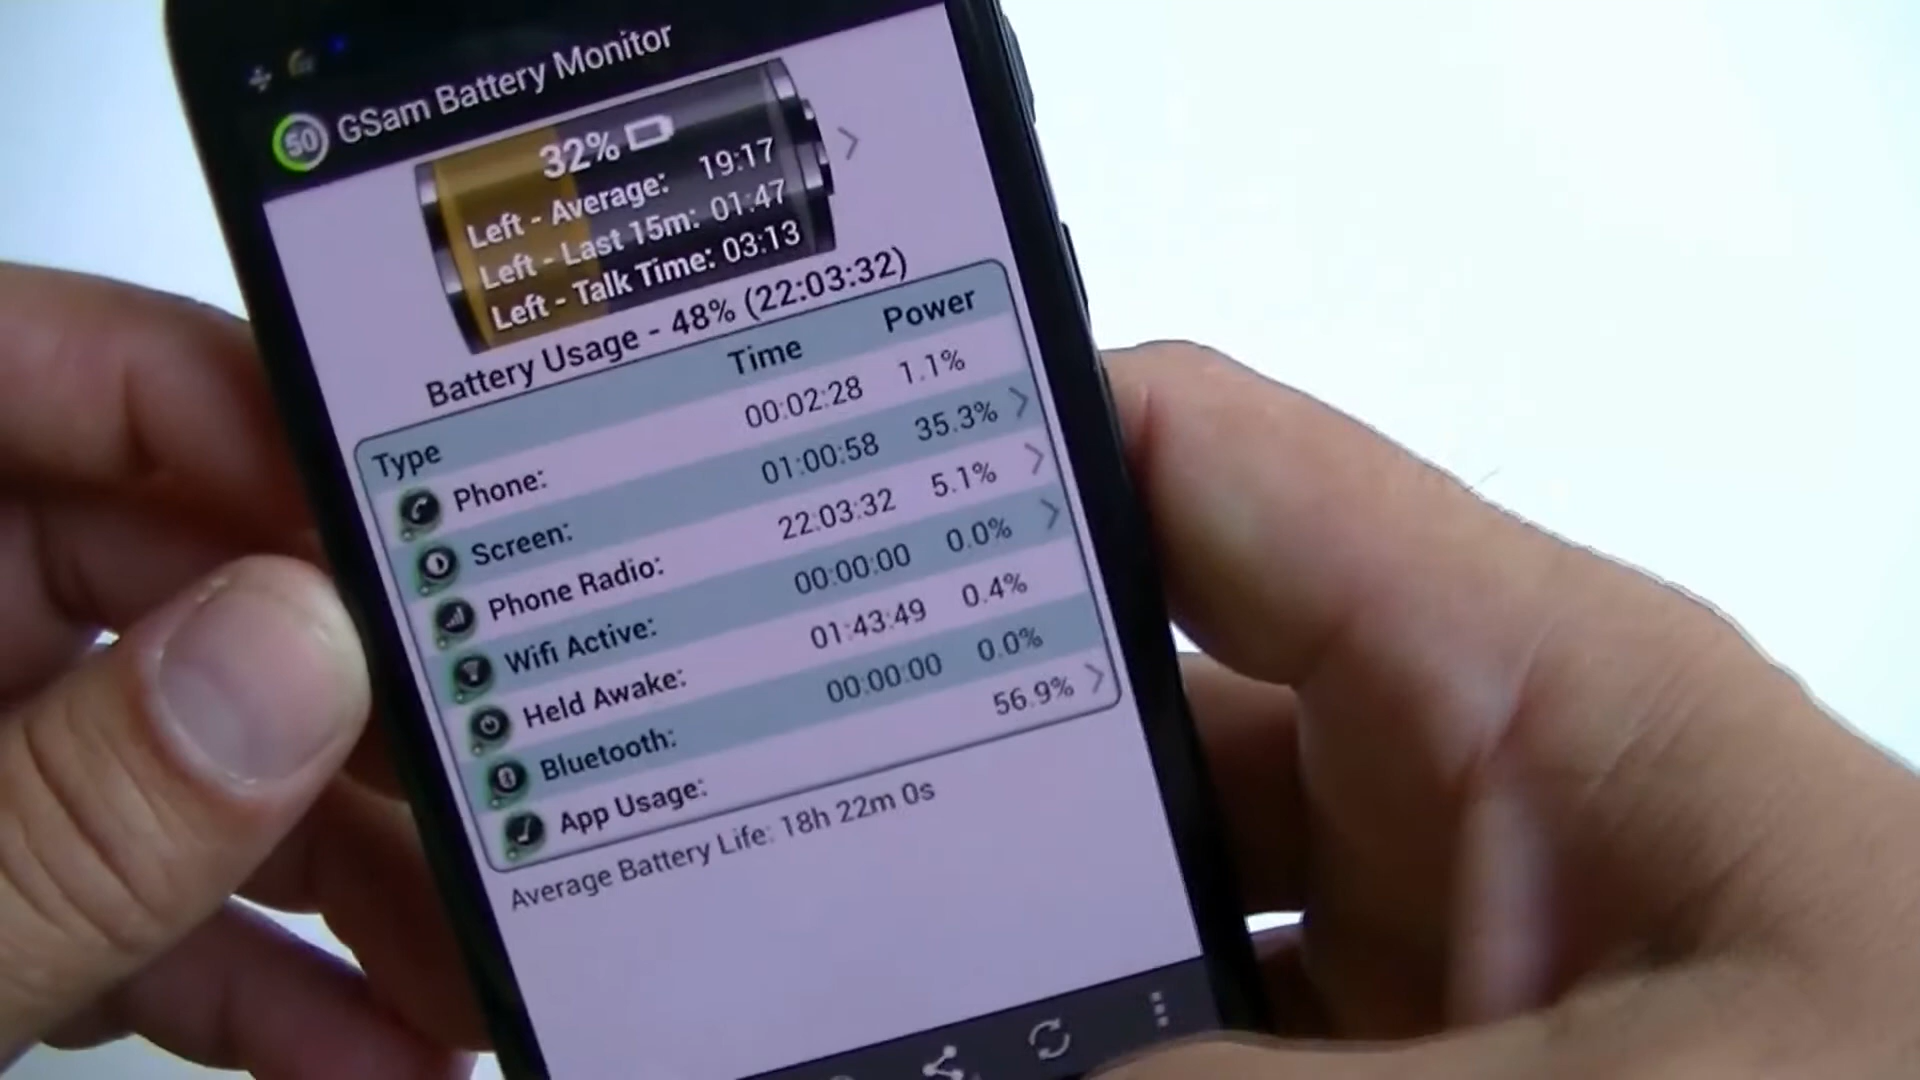 50 GSam Battery Monitor
32%
Left - Average: 19:17
Left - Last 15m: 01:47
Left - Talk Time: 03:13
Battery Usage - 48% (22:03:32)
Type Time Power
Phone: 00:02:28 1.1%
Screen: 01:00:58 35.3%
Phone Radio: 22:03:32 5.1%
Wifi Active: 00:00:00 0.0%
Held Awake: 01:43:49 0.4%
Bluetooth: 00:00:00 0.0%
App Usage: 56.9%
Average Battery Life: 18h 22m 0s